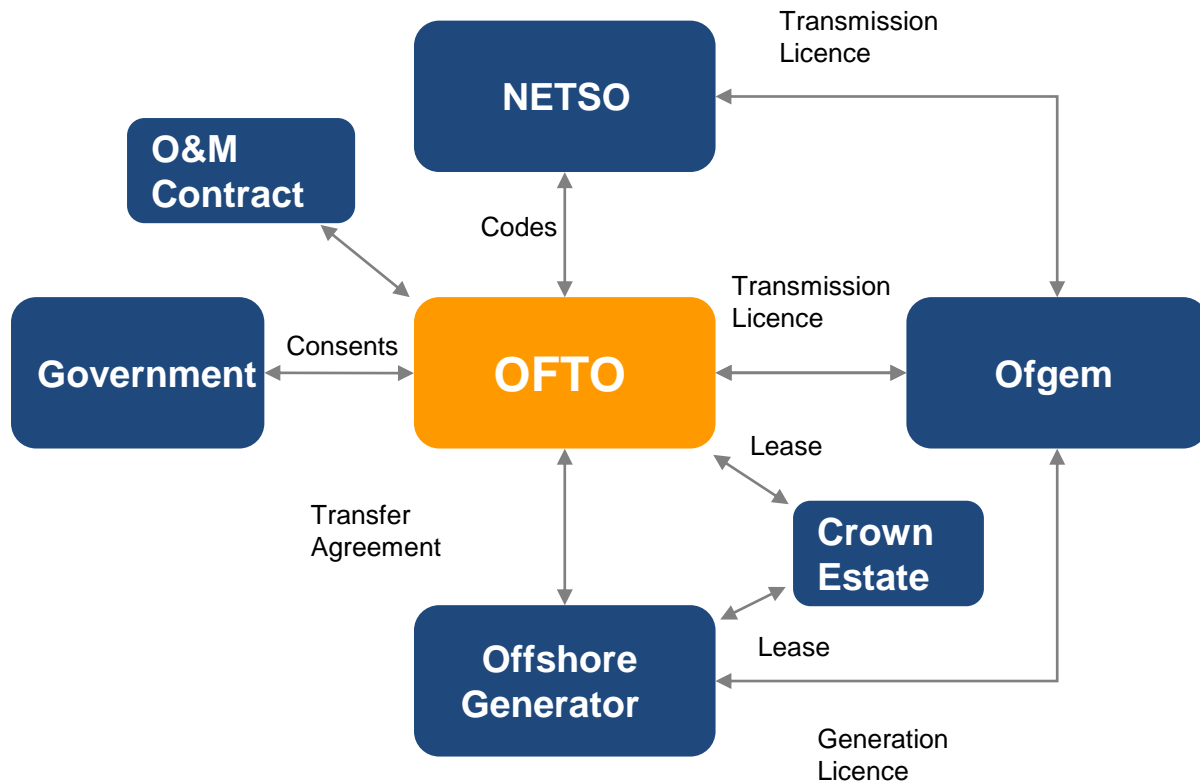 Transmission
Licence
NETSO
O&M
Contract
Codes
Transmission
Licence
Government
Consents
OFTO
Ofgem
Lease
Transfer
Agreement
Crown
Estate
Offshore
Generator
Lease
Generation
Licence